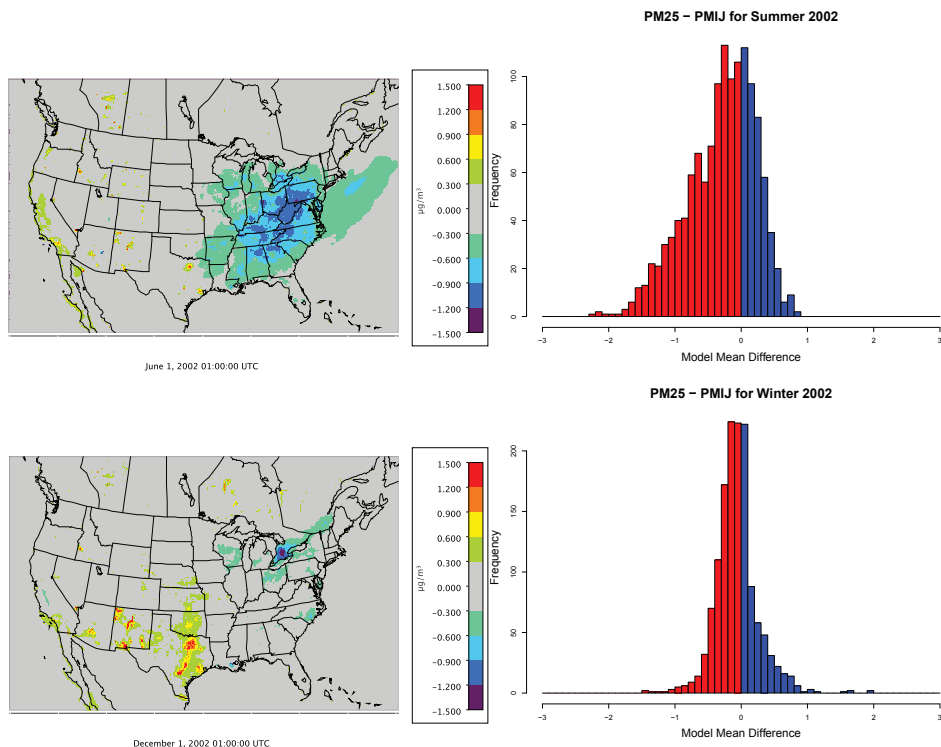 1.500
1.200
0.900
0.600
0.300
0.000
−0.300
−0.600
−0.900
−1.200
−1.500
µg/m³
June 1, 2002 01:00:00 UTC
PM25 − PMIJ for Summer 2002
Frequency
0 20 40 60 80 100
−3 −2 −1 0 1 2 3
Model Mean Difference
1.500
1.200
0.900
0.600
0.300
0.000
−0.300
−0.600
−0.900
−1.200
−1.500
µg/m³
December 1, 2002 01:00:00 UTC
PM25 − PMIJ for Winter 2002
Frequency
0 50 100 150 200
−3 −2 −1 0 1 2 3
Model Mean Difference